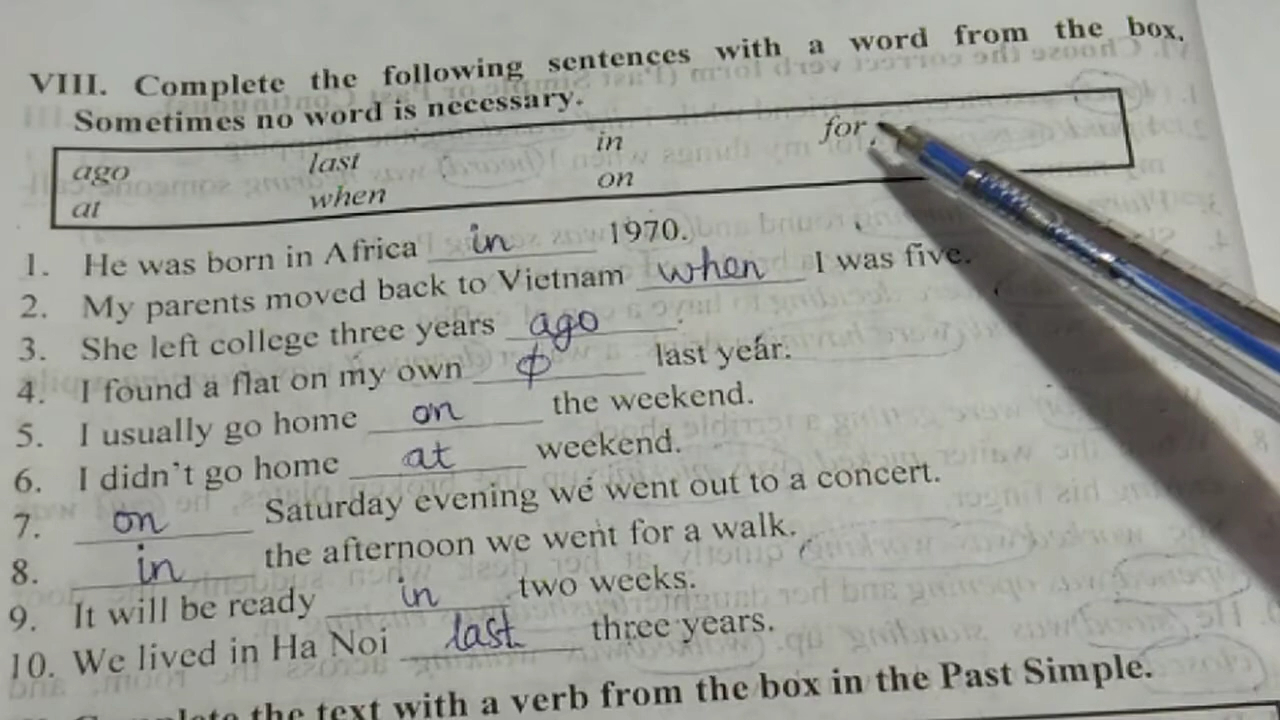 VIII. Complete the following sentences with a word from the box.
Sometimes no word is necessary.
ago last in for
at when on
1. He was born in Africa in 1970.
2. My parents moved back to Vietnam when I was five.
3. She left college three years ago.
4. I found a flat on my own ϕ last year.
5. I usually go home on the weekend.
6. I didn't go home at weekend.
7. on Saturday evening we went out to a concert.
8. in the afternoon we went for a walk.
9. It will be ready in two weeks.
10. We lived in Ha Noi last three years.
the text with a verb from the box in the Past Simple.